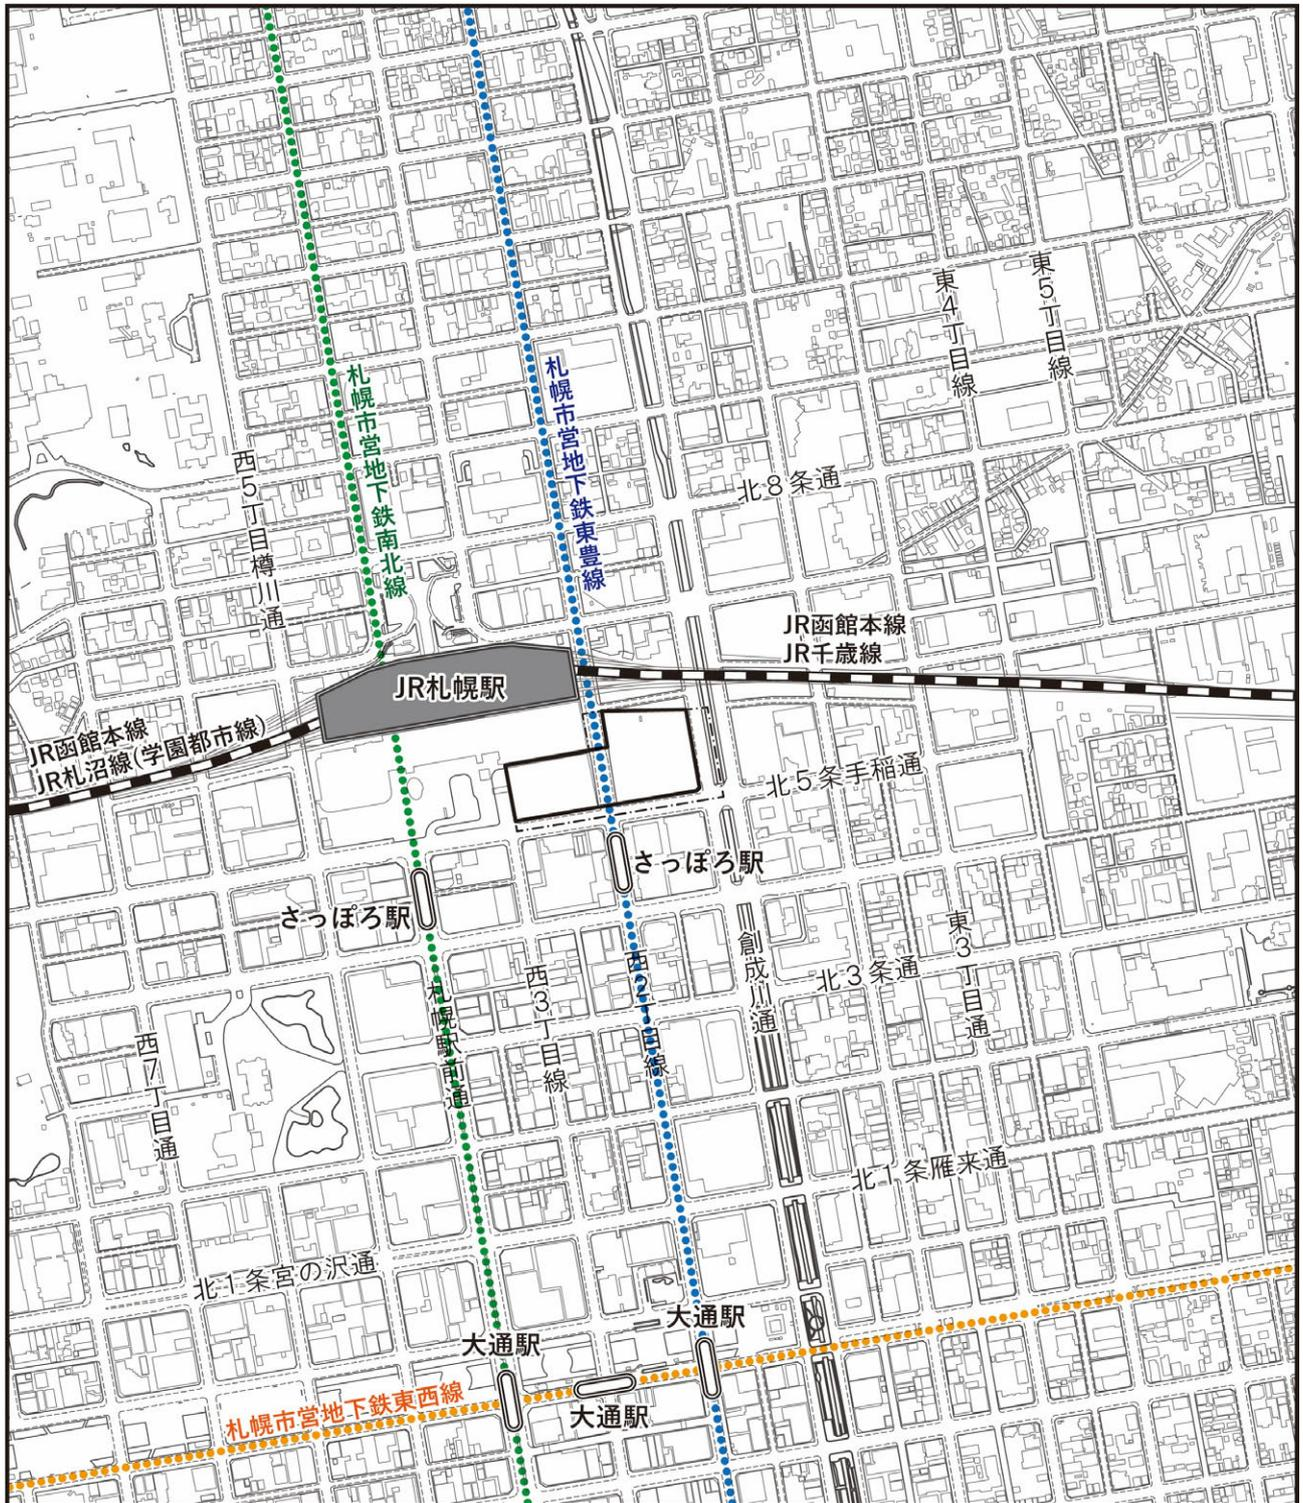 東5丁目線
東4丁目線
札幌市営地下鉄南北線
札幌市営地下鉄東豊線
西5丁目樽川通
北8条通
JR函館本線
JR千歳線
JR札幌駅
JR函館本線
JR札沼線(学園都市線)
北5条手稲通
さっぽろ駅
さっぽろ駅
東3丁目通
創成川通
北3条通
西2丁目線
西3丁目線
札幌駅前通
西7丁目通
北1条雁来通
北1条宮の沢通
大通駅
大通駅
大通駅
札幌市営地下鉄東西線